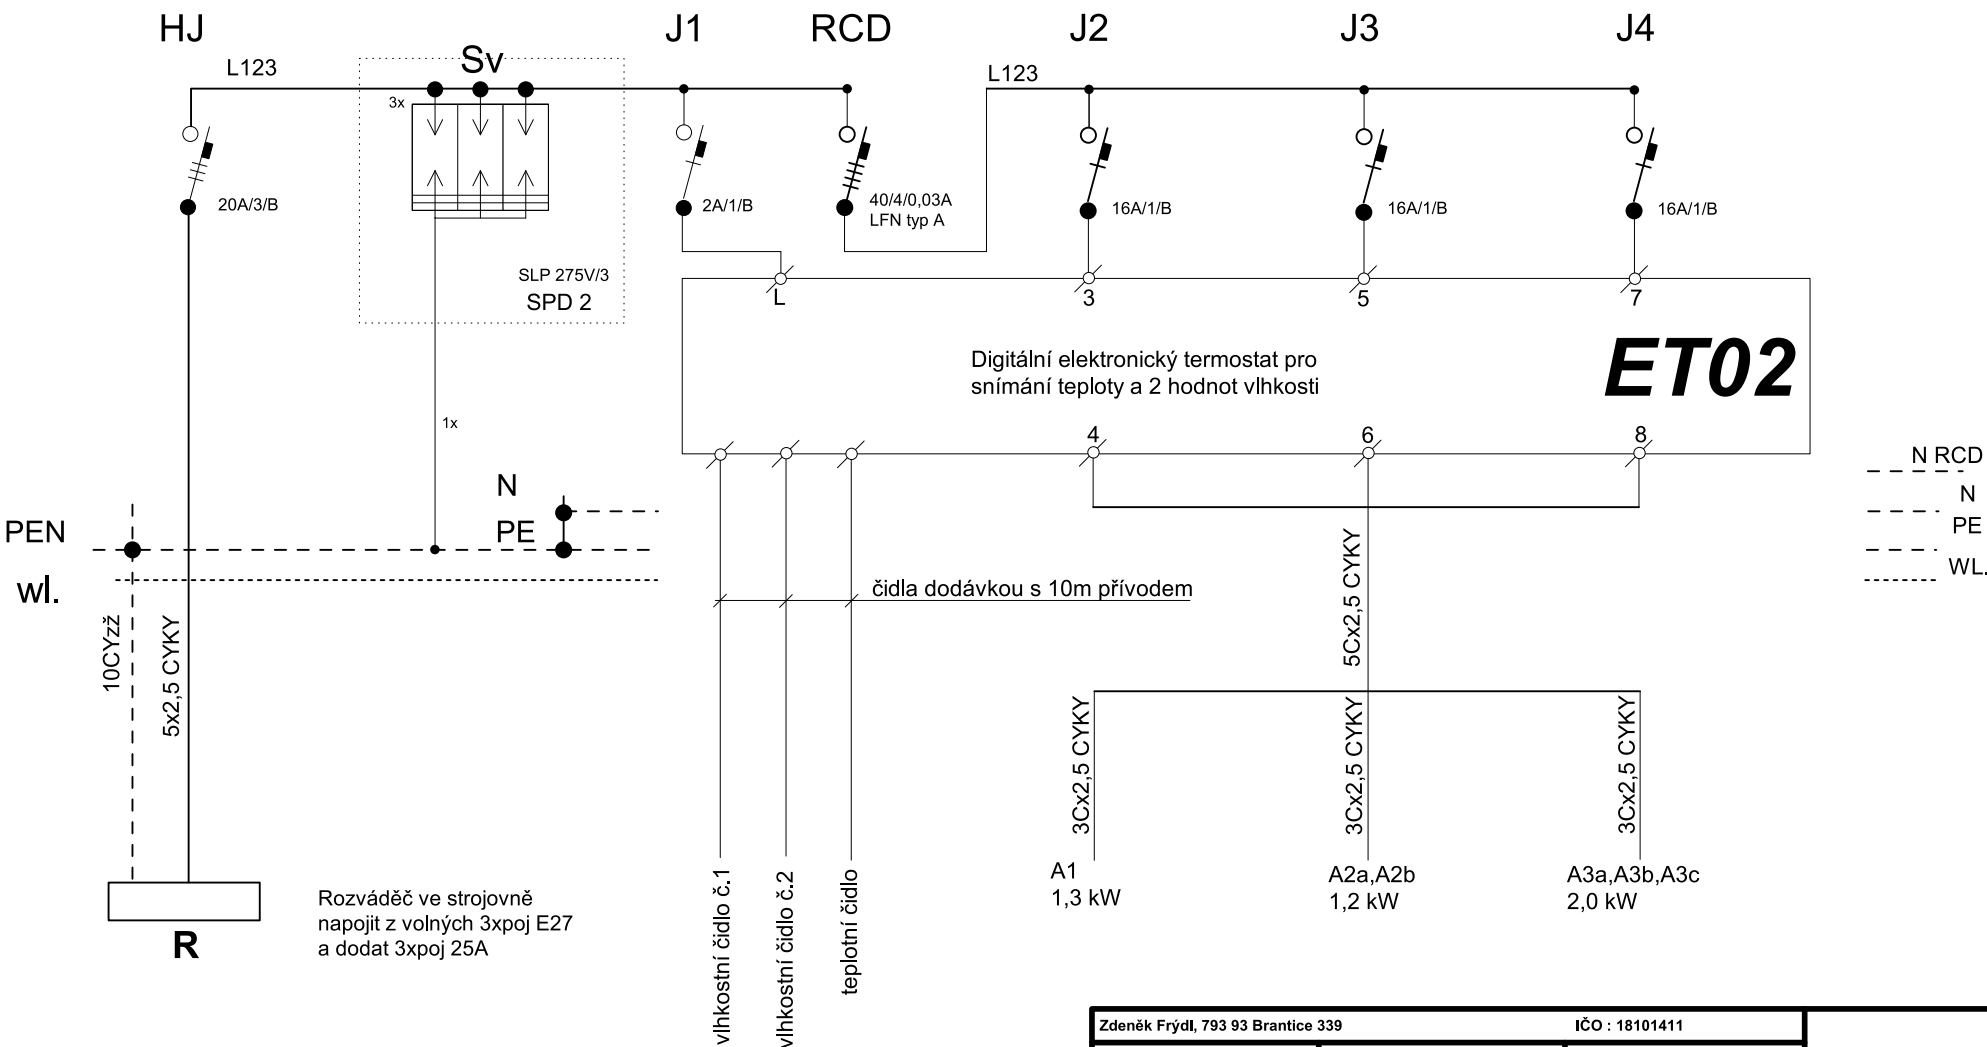 HJ
J1
RCD
J2
J3
J4
L123
Sv
L123
3x
20A/3/B
2A/1/B
40/4/0,03A
LFN typ A
16A/1/B
16A/1/B
16A/1/B
SLP 275V/3
SPD 2
L
3
5
7
Digitální elektronický termostat pro
snímání teploty a 2 hodnot vlhkosti
ET02
1x
4
6
8
N RCD
N
PE
WL.
N
PEN
PE
wl.
čidla dodávkou s 10m přívodem
10CYzž
5x2,5 CYKY
5Cx2,5 CYKY
3Cx2,5 CYKY
3Cx2,5 CYKY
3Cx2,5 CYKY
A1
1,3 kW
A2a,A2b
1,2 kW
A3a,A3b,A3c
2,0 kW
R
Rozváděč ve strojovně
napojit z volných 3xpoj E27
a dodat 3xpoj 25A
vlhkostní čidlo č.1
vlhkostní čidlo č.2
teplotní čidlo
Zdeněk Frýdl, 793 93 Brantice 339
IČO : 18101411